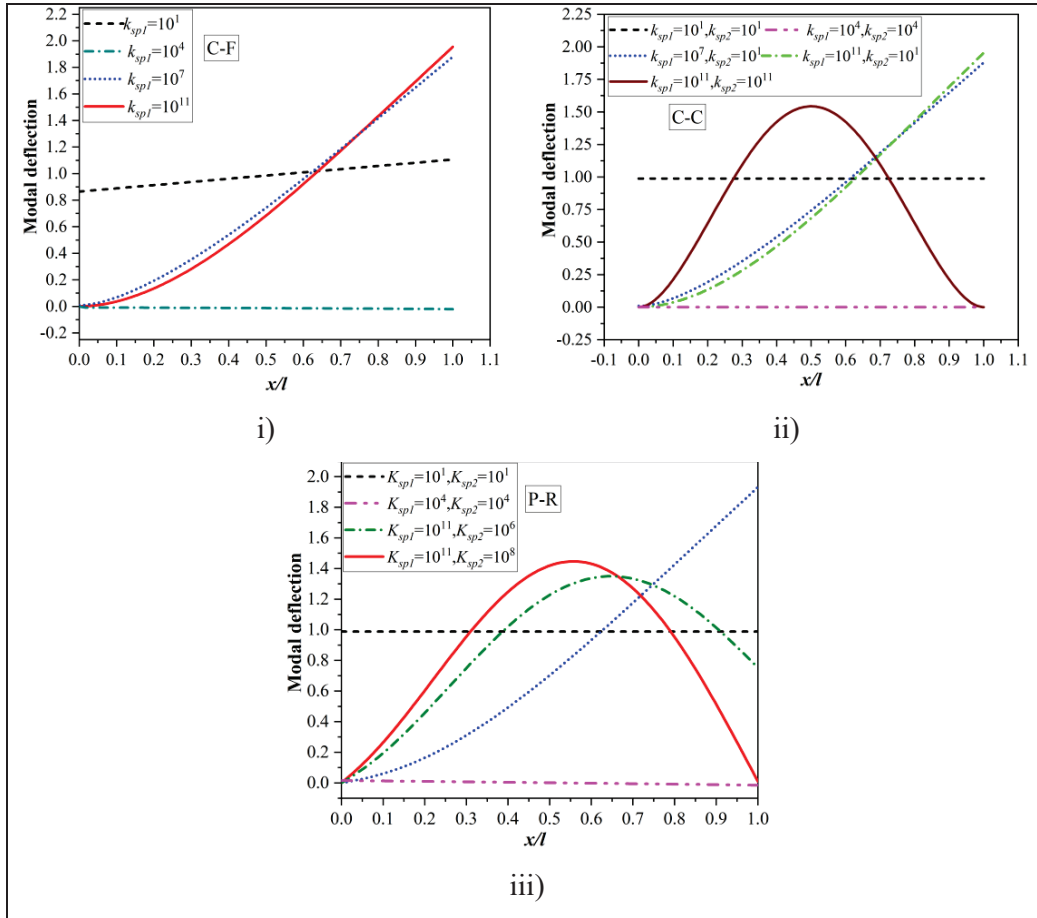 k_sp1=10^1
k_sp1=10^4
k_sp1=10^7
k_sp1=10^11
C-F
2.2
2.0
1.8
1.6
1.4
1.2
1.0
0.8
0.6
0.4
0.2
0.0
-0.2
Modal deflection
0.0 0.1 0.2 0.3 0.4 0.5 0.6 0.7 0.8 0.9 1.0 1.1
x/l
i)
k_sp1=10^1,k_sp2=10^1 k_sp1=10^4,k_sp2=10^4
k_sp1=10^7,k_sp2=10^1 k_sp1=10^11,k_sp2=10^1
k_sp1=10^11,k_sp2=10^11
C-C
2.25
2.00
1.75
1.50
1.25
1.00
0.75
0.50
0.25
0.00
-0.25
Modal deflection
-0.1 0.0 0.1 0.2 0.3 0.4 0.5 0.6 0.7 0.8 0.9 1.0 1.1
x/l
ii)
K_sp1=10^1,K_sp2=10^1
K_sp1=10^4,K_sp2=10^4
K_sp1=10^11,K_sp2=10^6
K_sp1=10^11,K_sp2=10^8
P-R
2.0
1.8
1.6
1.4
1.2
1.0
0.8
0.6
0.4
0.2
0.0
Modal deflection
0.0 0.1 0.2 0.3 0.4 0.5 0.6 0.7 0.8 0.9 1.0
x/l
iii)